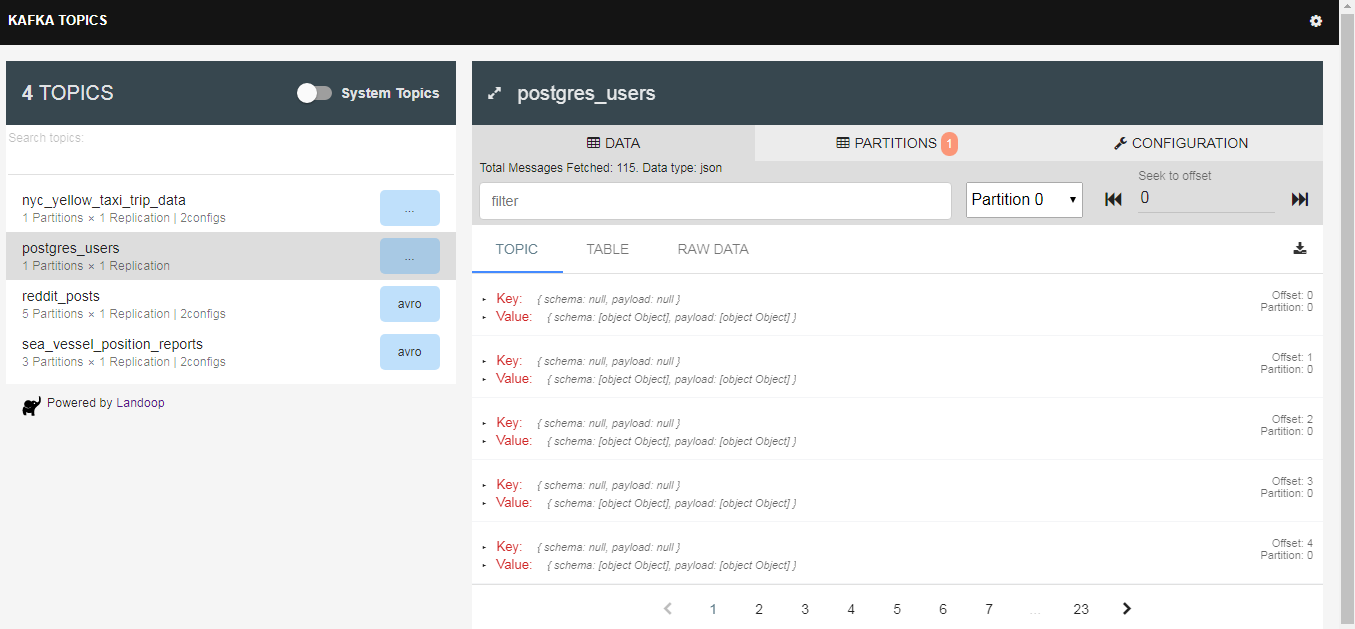 KAFKA TOPICS
4 TOPICS
System Topics
Search topics:
nyc_yellow_taxi_trip_data
1 Partitions × 1 Replication | 2configs
...
postgres_users
1 Partitions × 1 Replication
...
reddit_posts
5 Partitions × 1 Replication | 2configs
avro
sea_vessel_position_reports
3 Partitions × 1 Replication | 2configs
avro
Powered by Landoop
postgres_users
DATA
PARTITIONS 1
CONFIGURATION
Total Messages Fetched: 115. Data type: json
filter
Partition 0
Seek to offset
0
TOPIC
TABLE
RAW DATA
Key: { schema: null, payload: null }
Value: { schema: [object Object], payload: [object Object] }
Offset: 0
Partition: 0
Key: { schema: null, payload: null }
Value: { schema: [object Object], payload: [object Object] }
Offset: 1
Partition: 0
Key: { schema: null, payload: null }
Value: { schema: [object Object], payload: [object Object] }
Offset: 2
Partition: 0
Key: { schema: null, payload: null }
Value: { schema: [object Object], payload: [object Object] }
Offset: 3
Partition: 0
Key: { schema: null, payload: null }
Value: { schema: [object Object], payload: [object Object] }
Offset: 4
Partition: 0
1 2 3 4 5 6 7 ... 23